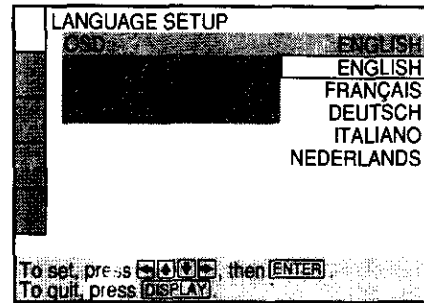 LANGUAGE SETUP
OSD: ENGLISH
ENGLISH
FRANÇAIS
DEUTSCH
ITALIANO
NEDERLANDS
To set, press ←↑↓→, then ENTER.
To quit, press DISPLAY.